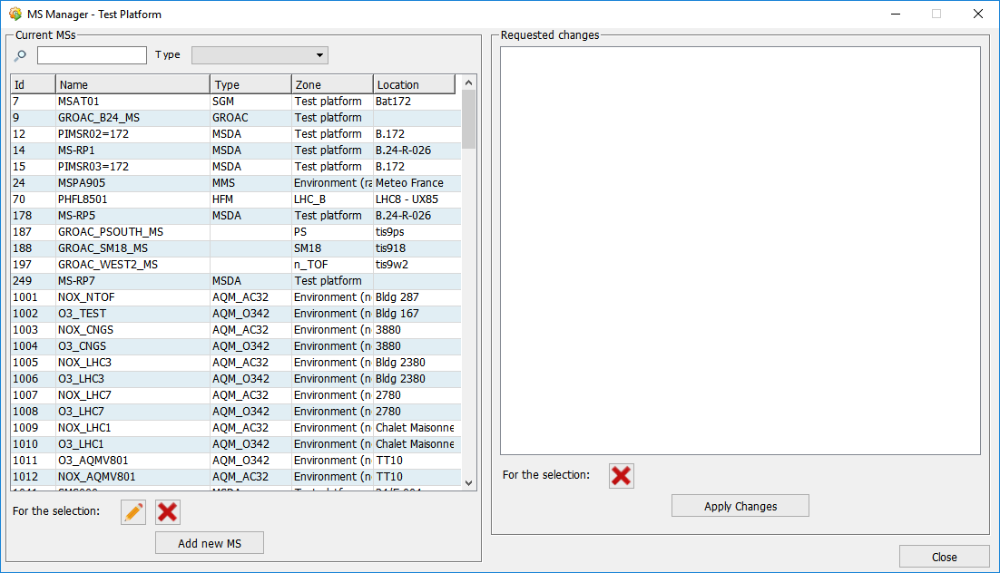 MS Manager - Test Platform
Current MSs
Type
Id Name Type Zone Location
7 MSAT01 SGM Test platform Bat172
9 GROAC_B24_MS GROAC Test platform
12 PIMSR02=172 MSDA Test platform B.172
14 MS-RP1 MSDA Test platform B.24-R-026
15 PIMSR03=172 MSDA Test platform B.172
24 MSPA905 MMS Environment (ra Meteo France
70 PHFL8501 HFM LHC_B LHC8 - UX85
178 MS-RP5 MSDA Test platform B.24-R-026
187 GROAC_PSOUTH_MS PS tis9ps
188 GROAC_SM18_MS SM18 tis918
197 GROAC_WEST2_MS n_TOF tis9w2
249 MS-RP7 MSDA Test platform
1001 NOX_NTOF AQM_AC32 Environment (n Bldg 287
1002 O3_TEST AQM_O342 Environment (n Bldg 167
1003 NOX_CNGS AQM_AC32 Environment (n 3880
1004 O3_CNGS AQM_O342 Environment (n 3880
1005 NOX_LHC3 AQM_AC32 Environment (n Bldg 2380
1006 O3_LHC3 AQM_O342 Environment (n Bldg 2380
1007 NOX_LHC7 AQM_AC32 Environment (n 2780
1008 O3_LHC7 AQM_O342 Environment (n 2780
1009 NOX_LHC1 AQM_AC32 Environment (n Chalet Maisonne
1010 O3_LHC1 AQM_O342 Environment (n Chalet Maisonne
1011 O3_AQMV801 AQM_O342 Environment (n TT10
1012 NOX_AQMV801 AQM_AC32 Environment (n TT10
For the selection:
Add new MS
Requested changes
For the selection:
Apply Changes
Close